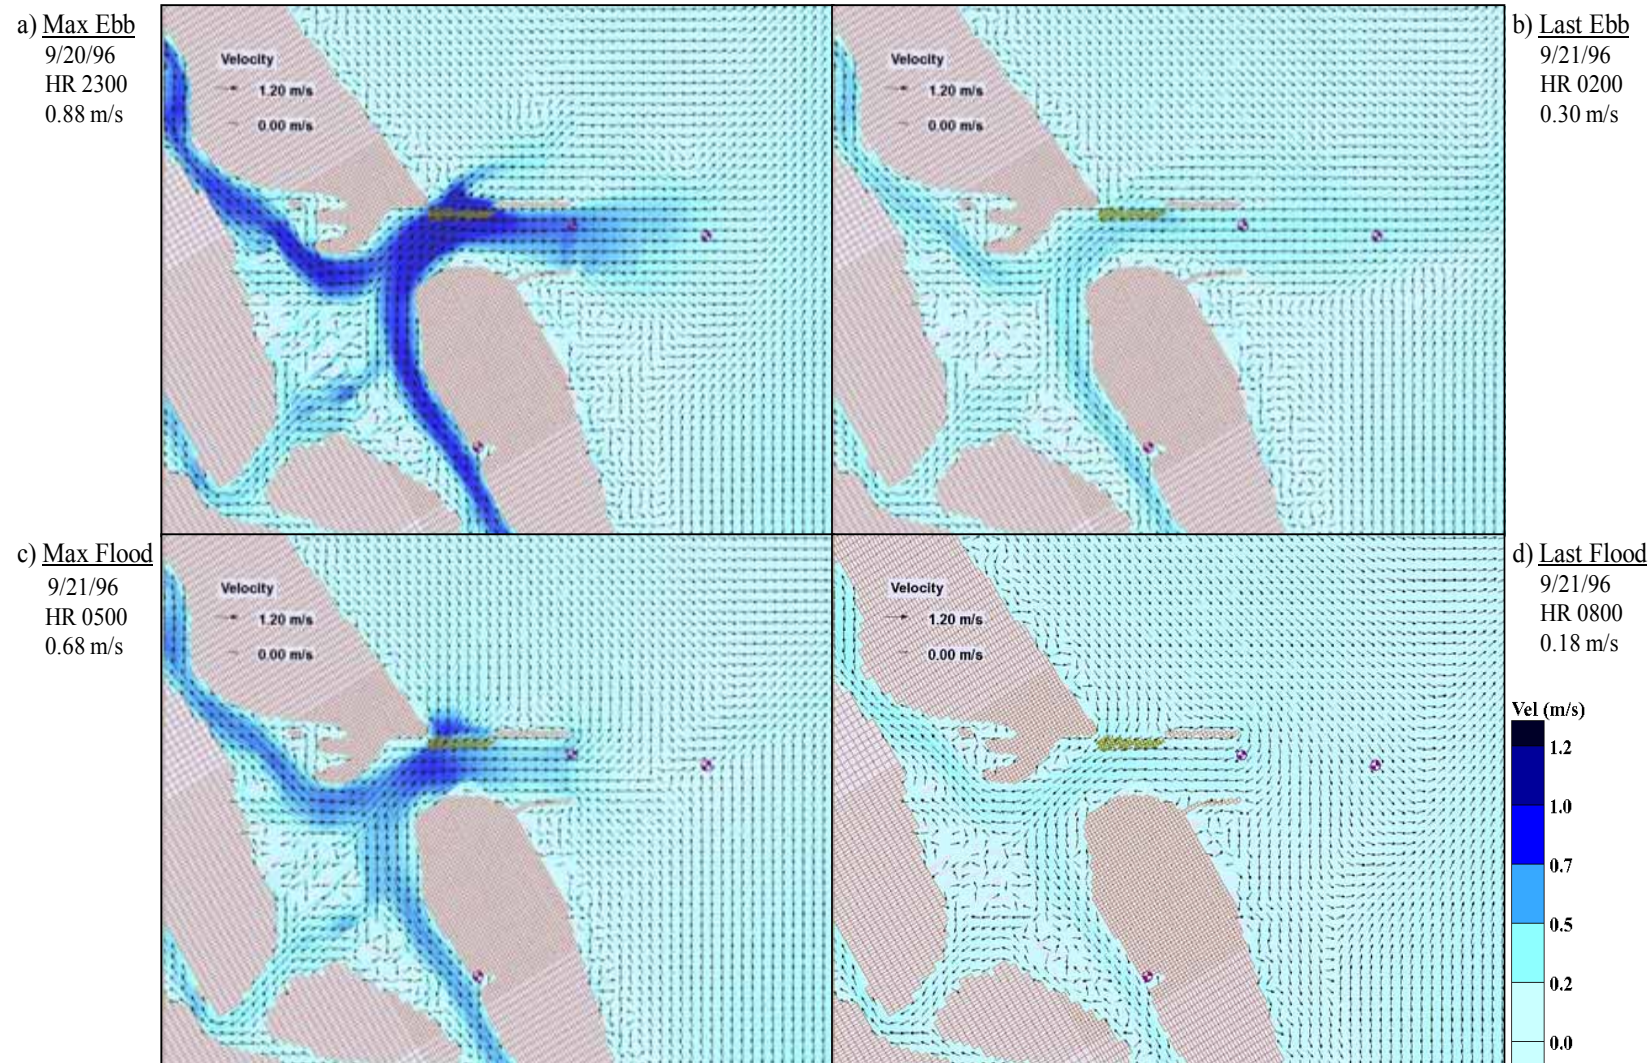 a) Max Ebb
9/20/96
HR 2300
0.88 m/s
Velocity
1.20 m/s
0.00 m/s
Velocity
1.20 m/s
0.00 m/s
b) Last Ebb
9/21/96
HR 0200
0.30 m/s
c) Max Flood
9/21/96
HR 0500
0.68 m/s
Velocity
1.20 m/s
0.00 m/s
Velocity
1.20 m/s
0.00 m/s
d) Last Flood
9/21/96
HR 0800
0.18 m/s
Vel (m/s)
1.2
1.0
0.7
0.5
0.2
0.0